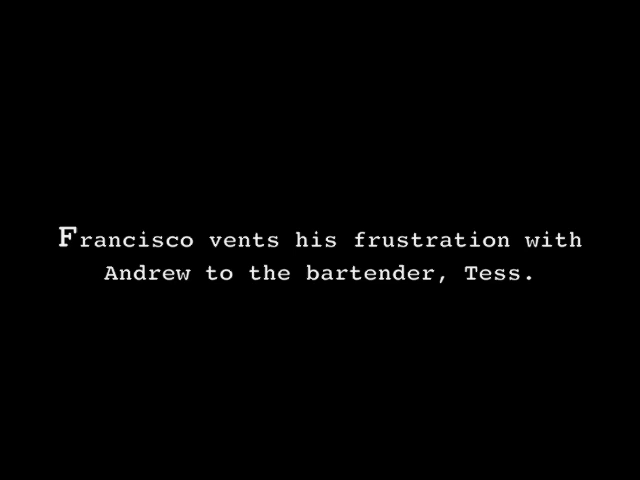 Francisco vents his frustration with
Andrew to the bartender, Tess.